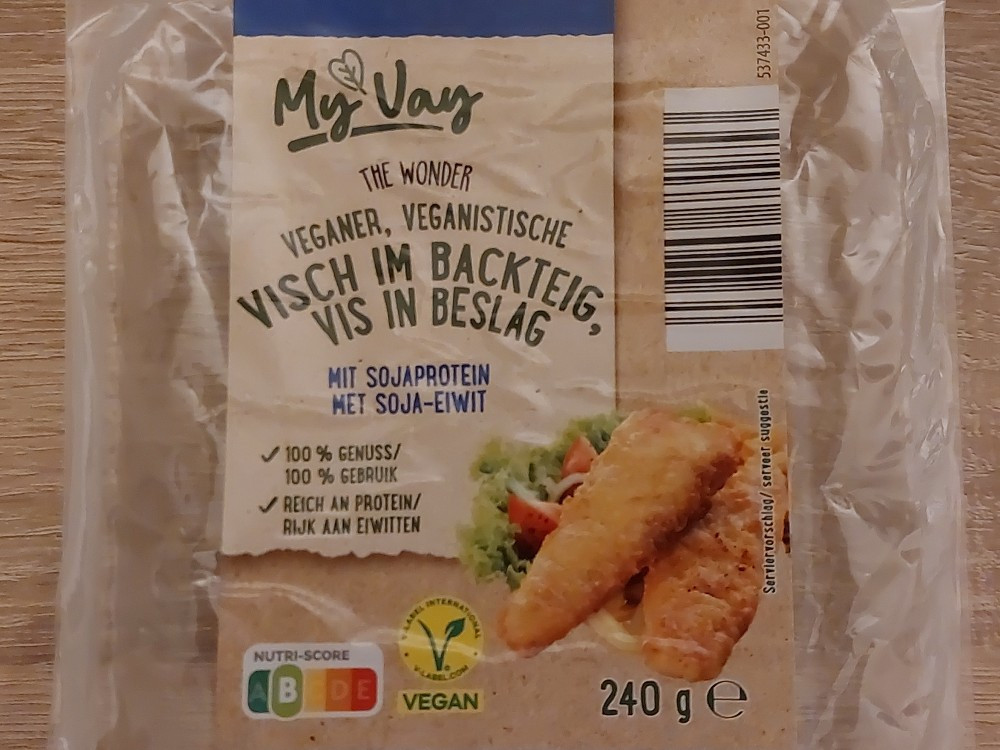 My Vay
THE WONDER
VEGANER, VEGANISTISCHE
VISCH IM BACKTEIG,
VIS IN BESLAG
MIT SOJAPROTEIN
MET SOJA-EIWIT
✓ 100 % GENUSS/
100 % GEBRUIK
✓ REICH AN PROTEIN/
RIJK AAN EIWITTEN
NUTRI-SCORE
A B C D E
V-LABEL INTERNATIONAL
V-LABEL.COM
VEGAN
240 g e
Serviervorschlag/ serveer suggestie
537433-001